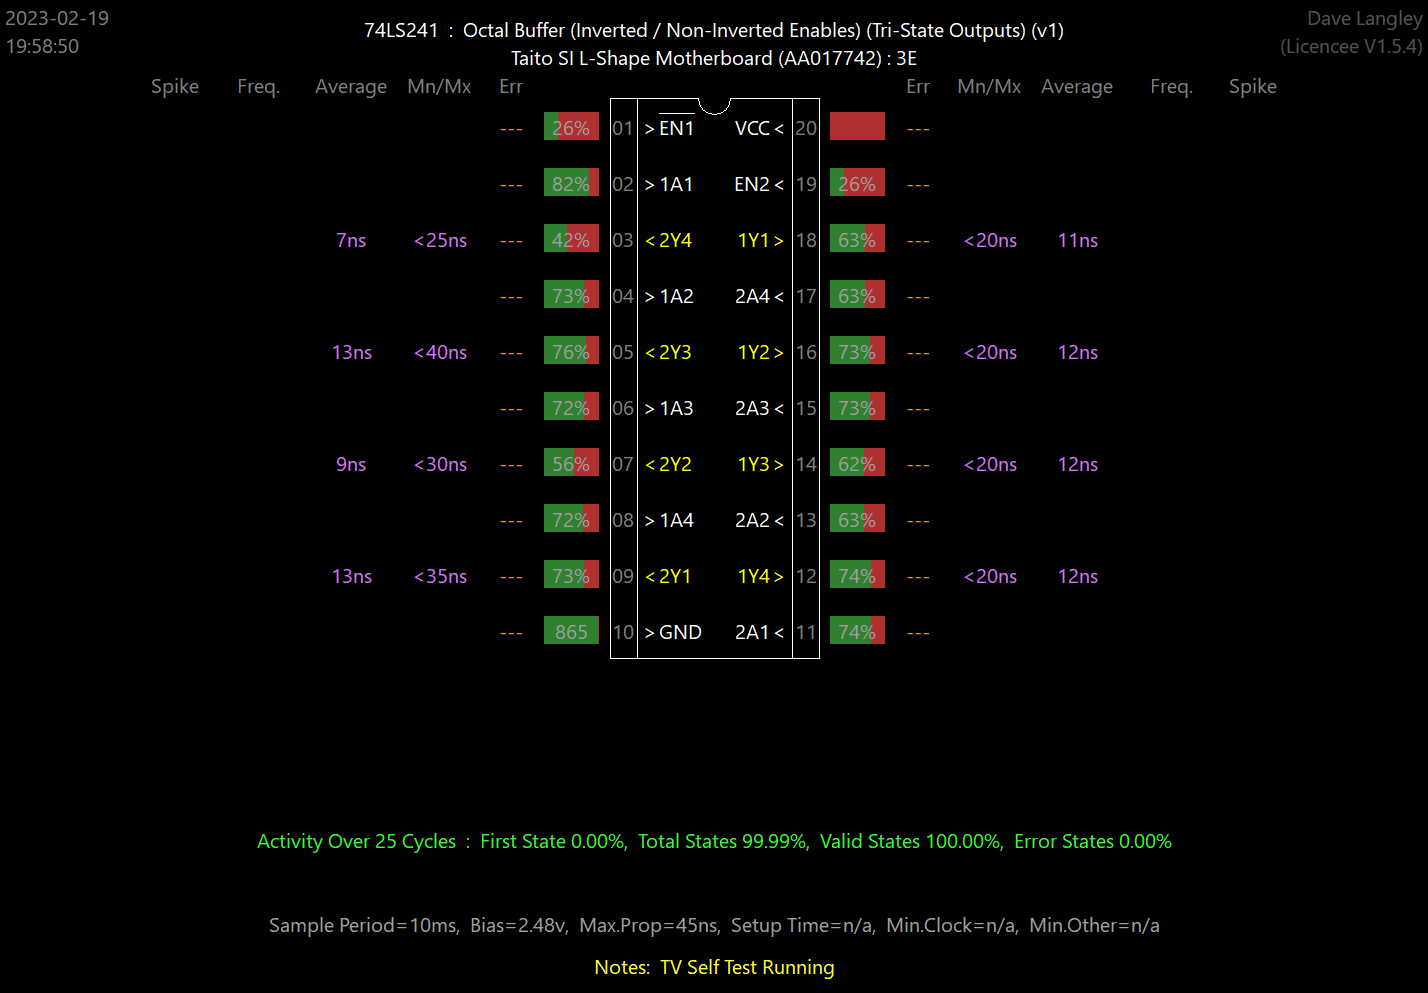 2023-02-19
19:58:50
74LS241 : Octal Buffer (Inverted / Non-Inverted Enables) (Tri-State Outputs) (v1)
Taito SI L-Shape Motherboard (AA017742) : 3E
Dave Langley
(Licencee V1.5.4)
Spike Freq. Average Mn/Mx Err Err Mn/Mx Average Freq. Spike
--- 26% 01 > EN1 VCC < 20 ---
--- 82% 02 > 1A1 EN2 < 19 26% ---
7ns <25ns --- 42% 03 < 2Y4 1Y1 > 18 63% --- <20ns 11ns
--- 73% 04 > 1A2 2A4 < 17 63% ---
13ns <40ns --- 76% 05 < 2Y3 1Y2 > 16 73% --- <20ns 12ns
--- 72% 06 > 1A3 2A3 < 15 73% ---
9ns <30ns --- 56% 07 < 2Y2 1Y3 > 14 62% --- <20ns 12ns
--- 72% 08 > 1A4 2A2 < 13 63% ---
13ns <35ns --- 73% 09 < 2Y1 1Y4 > 12 74% --- <20ns 12ns
--- 865 10 > GND 2A1 < 11 74% ---
Activity Over 25 Cycles : First State 0.00%, Total States 99.99%, Valid States 100.00%, Error States 0.00%
Sample Period=10ms, Bias=2.48v, Max.Prop=45ns, Setup Time=n/a, Min.Clock=n/a, Min.Other=n/a
Notes: TV Self Test Running